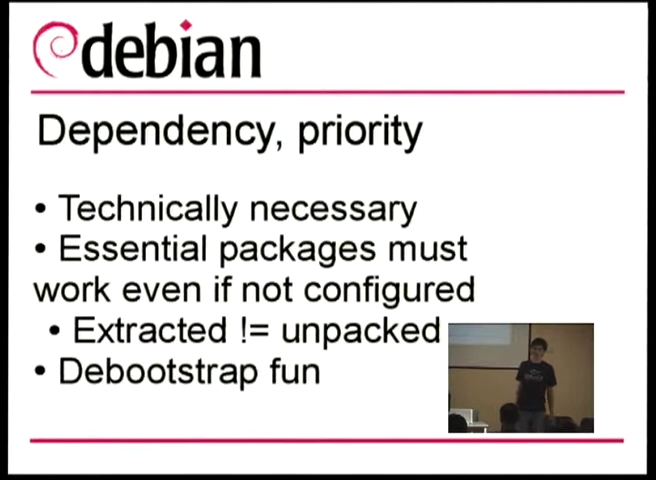 debian
Dependency, priority
• Technically necessary
• Essential packages must
work even if not configured
• Extracted != unpacked
• Debootstrap fun